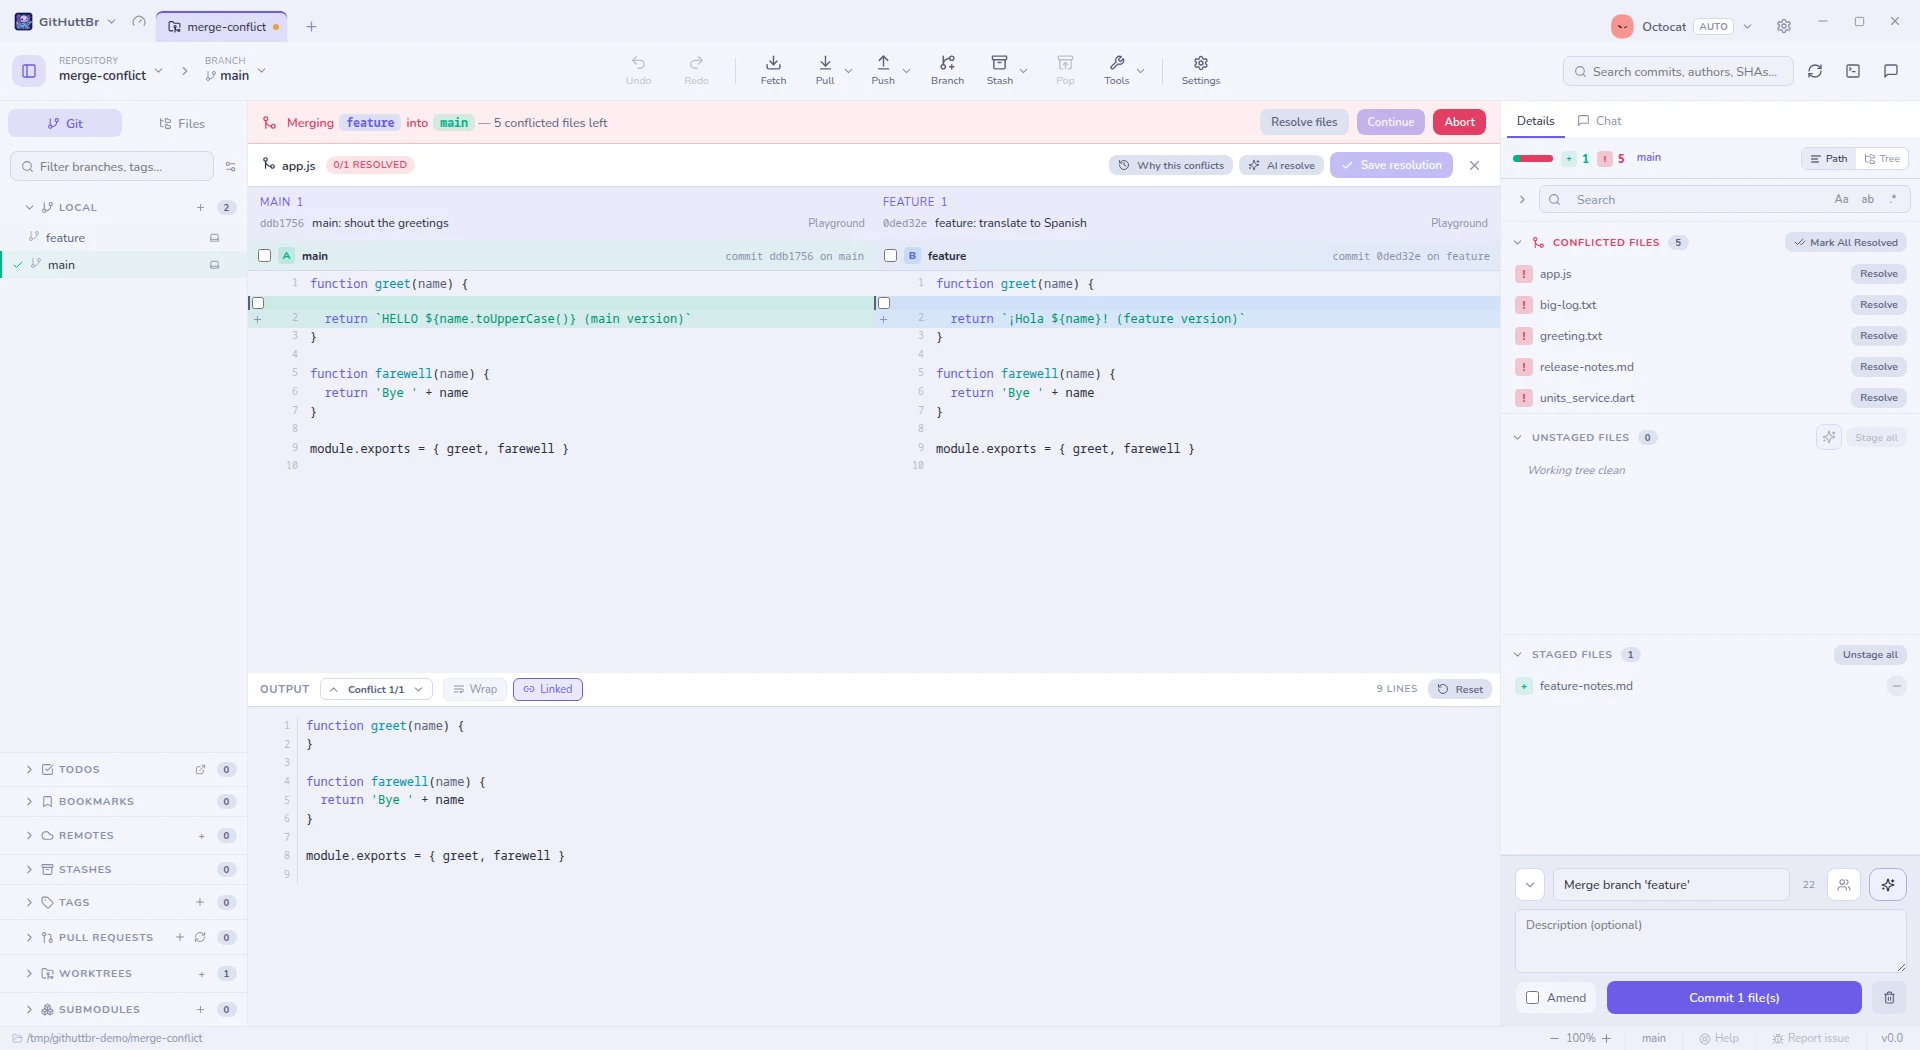 GitHuttBr
merge-conflict
Octocat AUTO
REPOSITORY
merge-conflict
BRANCH
main
Undo
Redo
Fetch
Pull
Push
Branch
Stash
Pop
Tools
Settings
Search commits, authors, SHAs...
Git
Files
Filter branches, tags...
LOCAL 2
feature
main
TODOS 0
BOOKMARKS 0
REMOTES 0
STASHES 0
TAGS 0
PULL REQUESTS 0
WORKTREES 1
SUBMODULES 0
Merging feature into main — 5 conflicted files left
Resolve files
Continue
Abort
app.js 0/1 RESOLVED
Why this conflicts
AI resolve
Save resolution
MAIN 1
ddb1756 main: shout the greetings Playground
A main commit ddb1756 on main
1 function greet(name) {
2 return `HELLO ${name.toUpperCase()} (main version)`
3 }
4
5 function farewell(name) {
6 return 'Bye ' + name
7 }
8
9 module.exports = { greet, farewell }
10
FEATURE 1
0ded32e feature: translate to Spanish Playground
B feature commit 0ded32e on feature
1 function greet(name) {
2 return `¡Hola ${name}! (feature version)`
3 }
4
5 function farewell(name) {
6 return 'Bye ' + name
7 }
8
9 module.exports = { greet, farewell }
10
OUTPUT Conflict 1/1 Wrap Linked 9 LINES Reset
1 function greet(name) {
2 }
3
4 function farewell(name) {
5 return 'Bye ' + name
6 }
7
8 module.exports = { greet, farewell }
9
Details
Chat
+ 1 ! 5 main
Path
Tree
Search Aa ab .*
CONFLICTED FILES 5 Mark All Resolved
! app.js Resolve
! big-log.txt Resolve
! greeting.txt Resolve
! release-notes.md Resolve
! units_service.dart Resolve
UNSTAGED FILES 0 Stage all
Working tree clean
STAGED FILES 1 Unstage all
+ feature-notes.md
Merge branch 'feature' 22
Description (optional)
Amend
Commit 1 file(s)
/tmp/githuttbr-demo/merge-conflict
— 100% +
main
Help
Report issue
v0.0